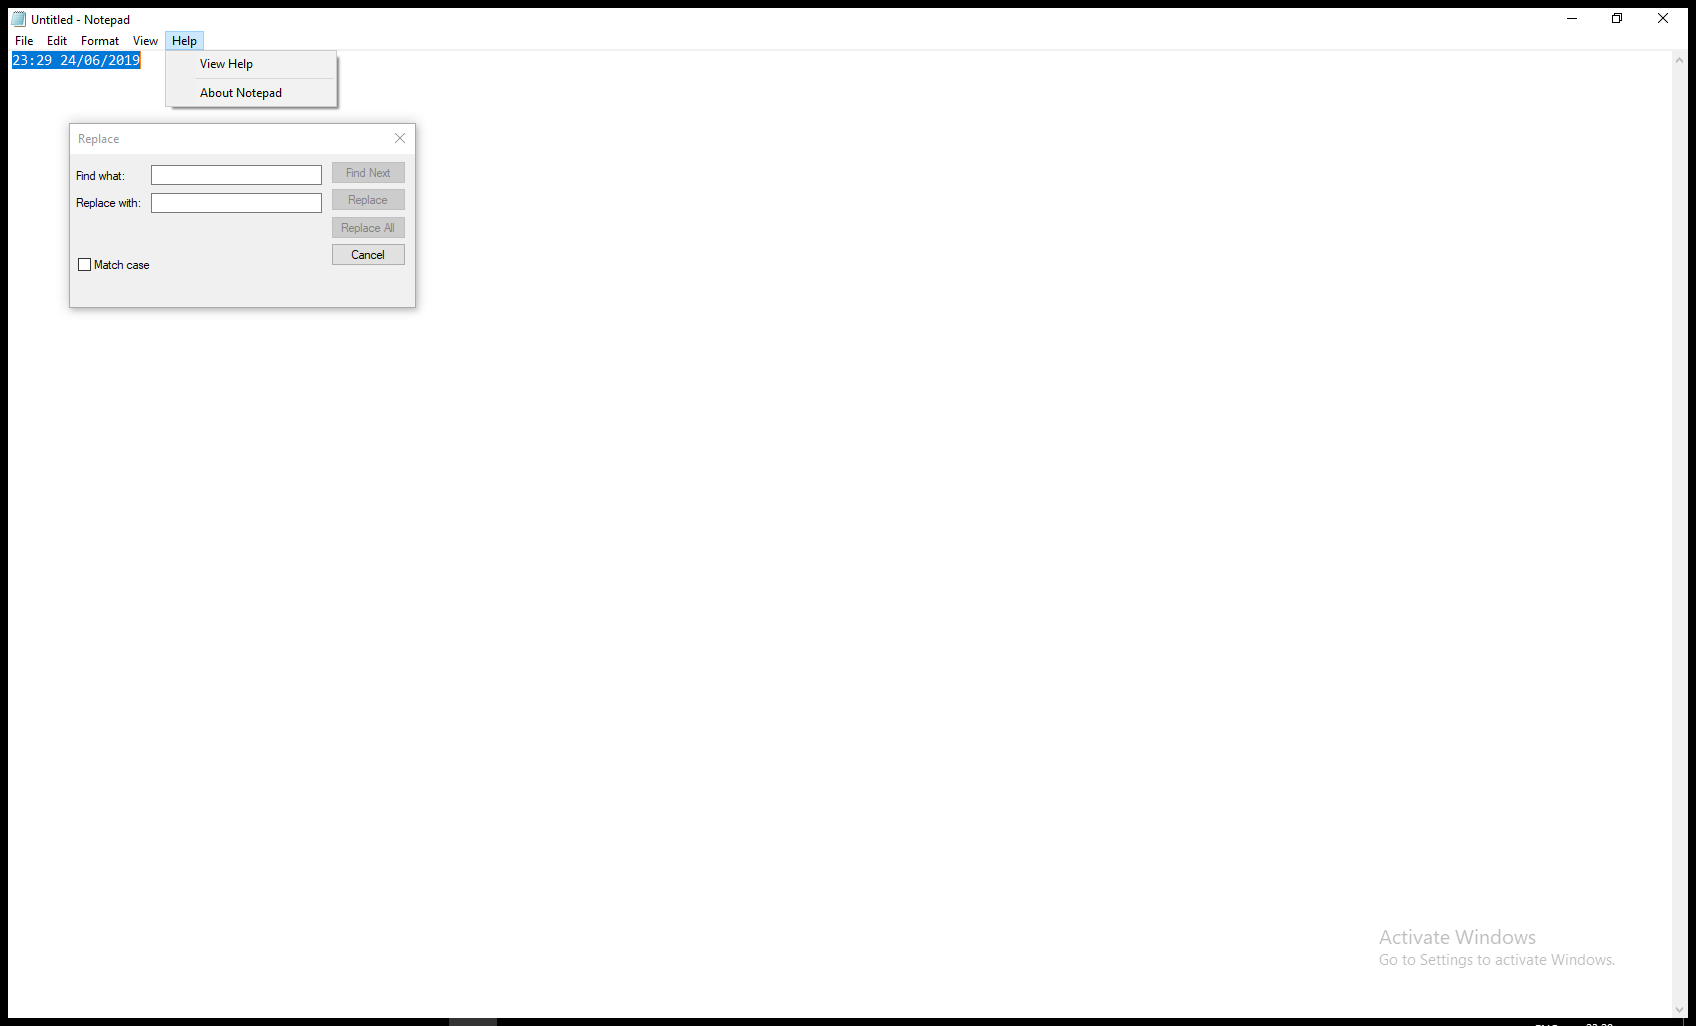 Untitled - Notepad
File Edit Format View Help
23:29 24/06/2019
View Help
About Notepad
Replace
Find what:
Find Next
Replace with:
Replace
Replace All
Cancel
Match case
Activate Windows
Go to Settings to activate Windows.